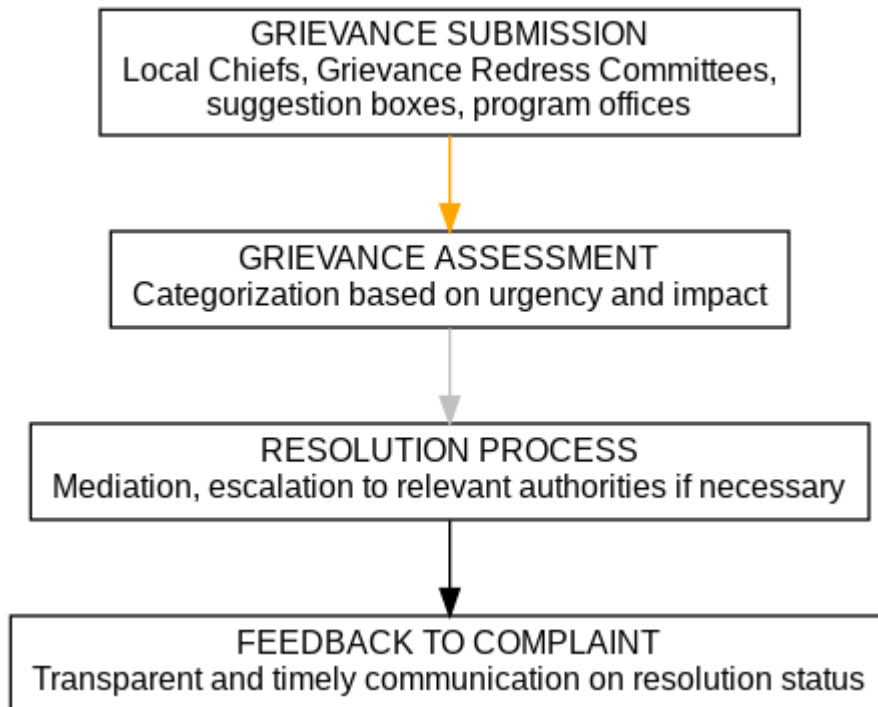 GRIEVANCE SUBMISSION
Local Chiefs, Grievance Redress Committees,
suggestion boxes, program offices
GRIEVANCE ASSESSMENT
Categorization based on urgency and impact
RESOLUTION PROCESS
Mediation, escalation to relevant authorities if necessary
FEEDBACK TO COMPLAINT
Transparent and timely communication on resolution status